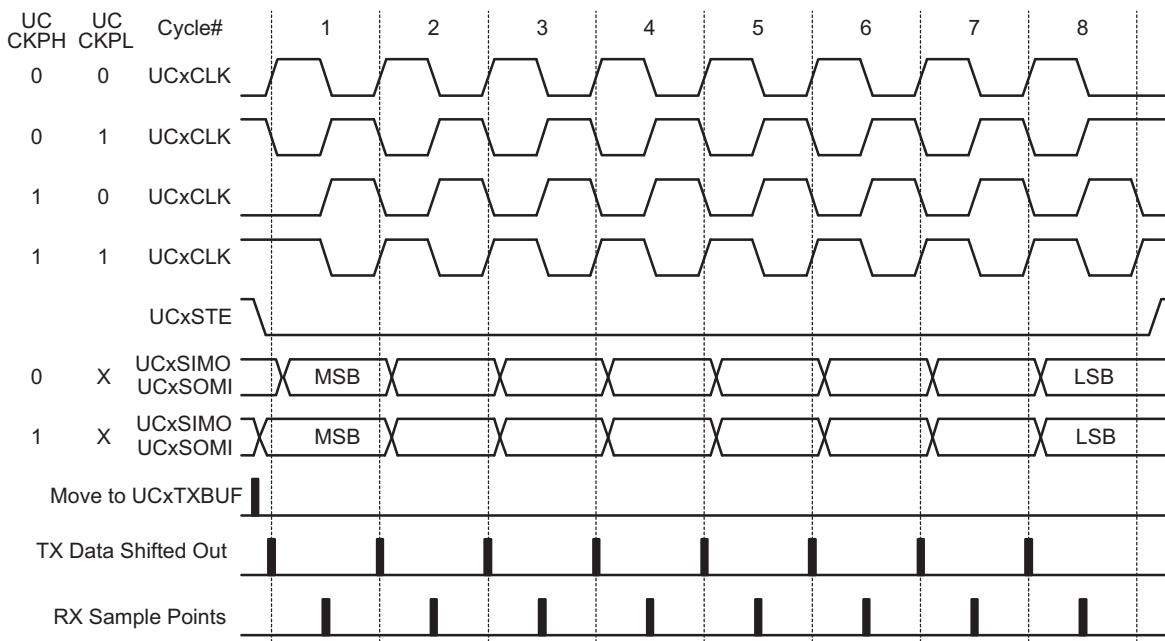 UC CKPH UC CKPL Cycle# 1 2 3 4 5 6 7 8
0 0 UCxCLK
0 1 UCxCLK
1 0 UCxCLK
1 1 UCxCLK
UCxSTE
0 X UCxSIMO UCxSOMI MSB LSB
1 X UCxSIMO UCxSOMI MSB LSB
Move to UCxTXBUF
TX Data Shifted Out
RX Sample Points